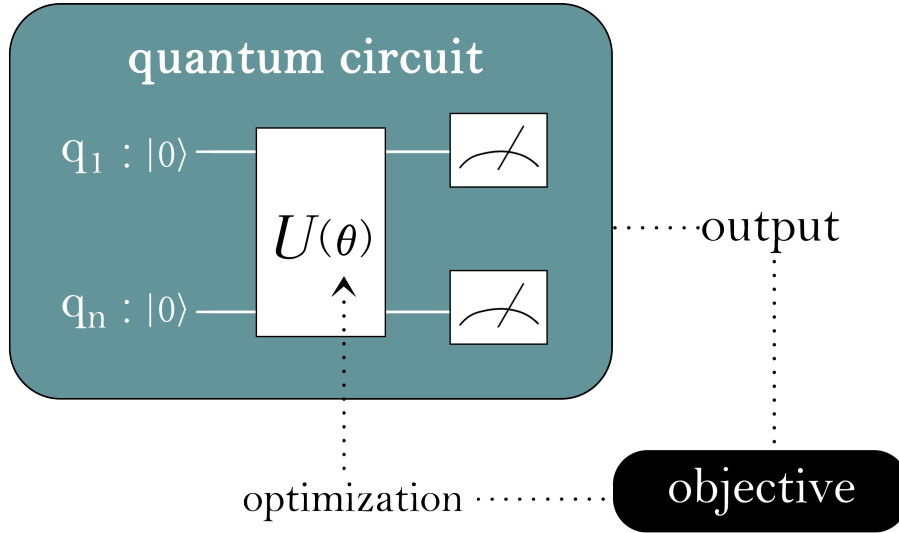 quantum circuit
q₁ : |0⟩
U(θ)
qₙ : |0⟩
output
optimization
objective